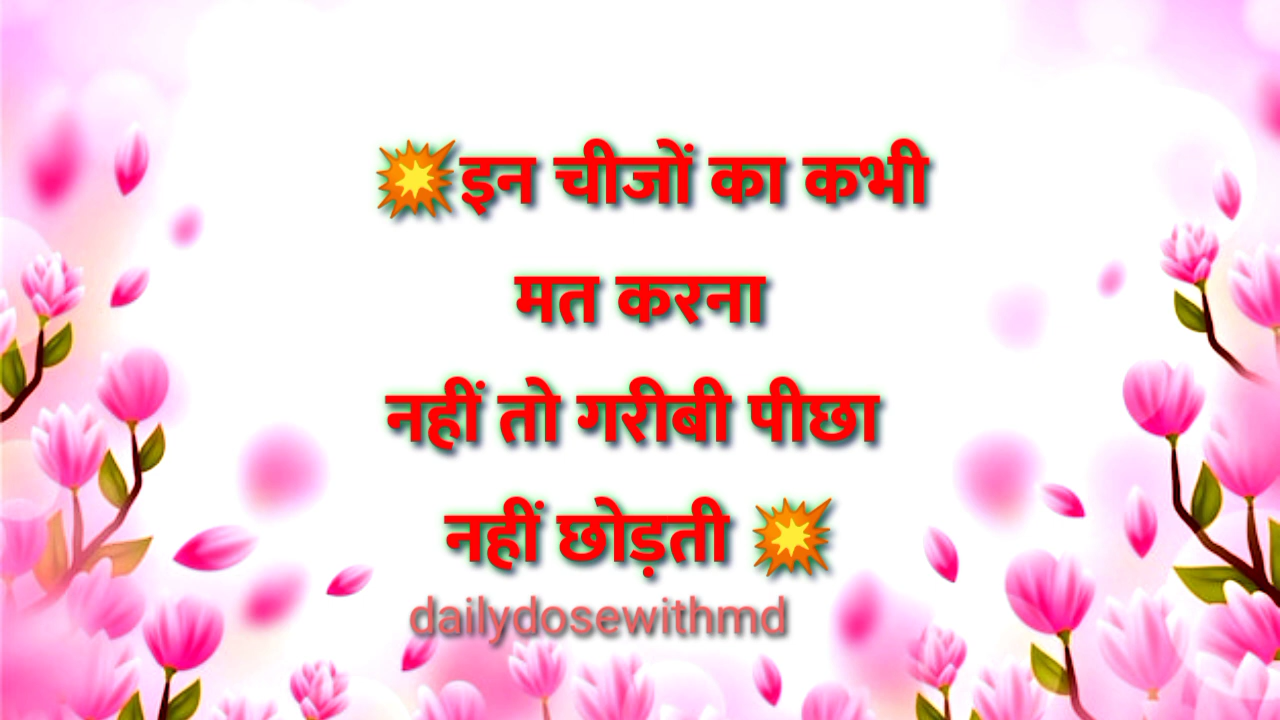 💥इन चीजों का कभी
मत करना
नहीं तो गरीबी पीछा
नहीं छोड़ती 💥
dailydosewithmd